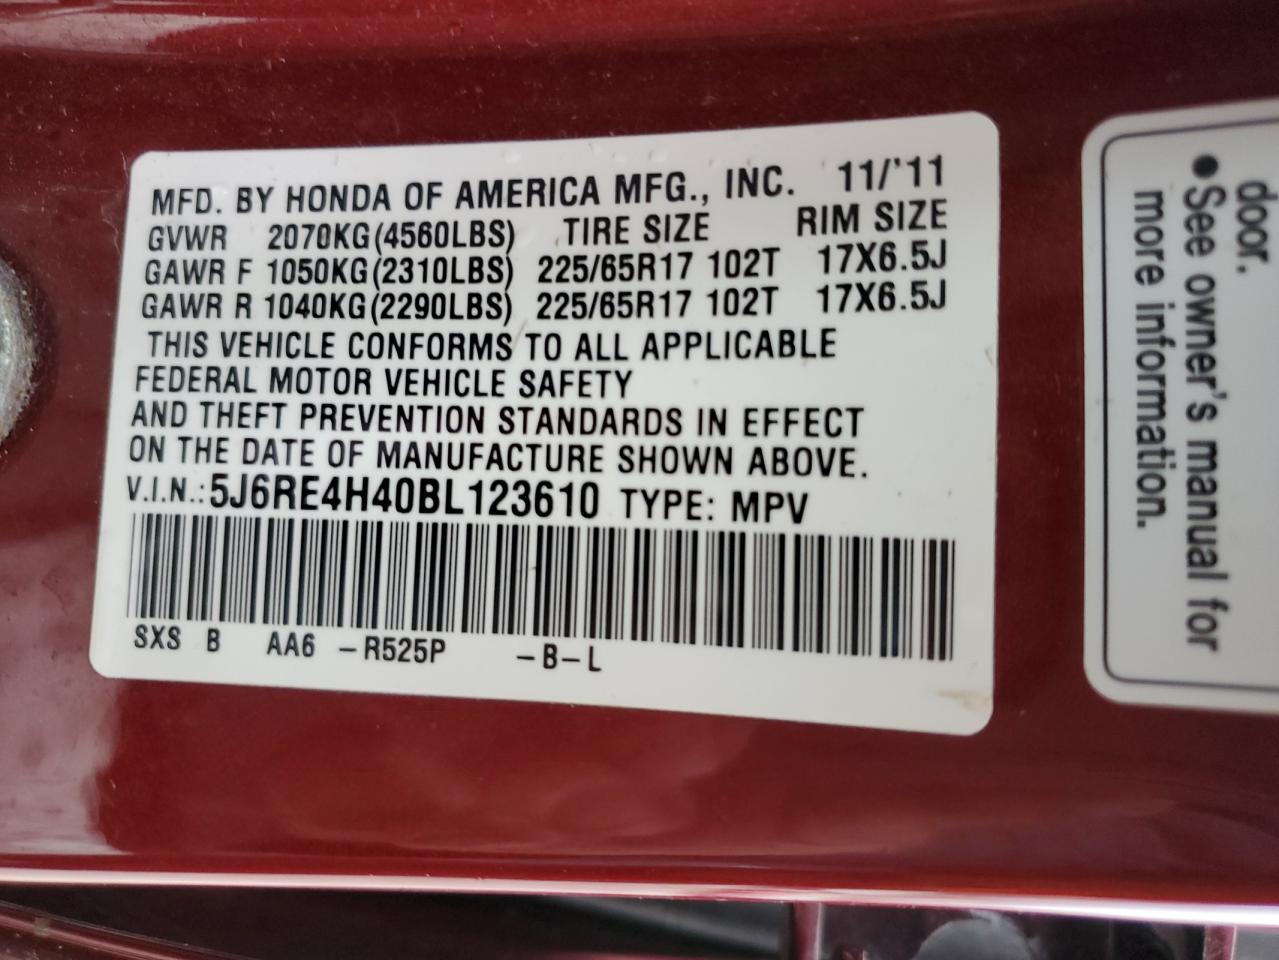 MFD. BY HONDA OF AMERICA MFG., INC. 11/'11
GVWR 2070KG(4560LBS) TIRE SIZE RIM SIZE
GAWR F 1050KG(2310LBS) 225/65R17 102T 17X6.5J
GAWR R 1040KG(2290LBS) 225/65R17 102T 17X6.5J
THIS VEHICLE CONFORMS TO ALL APPLICABLE
FEDERAL MOTOR VEHICLE SAFETY
AND THEFT PREVENTION STANDARDS IN EFFECT
ON THE DATE OF MANUFACTURE SHOWN ABOVE.
V.I.N.: 5J6RE4H40BL123610 TYPE: MPV
SXS B AA6 -R525P -B-L
door.
●See owner's manual for
more information.